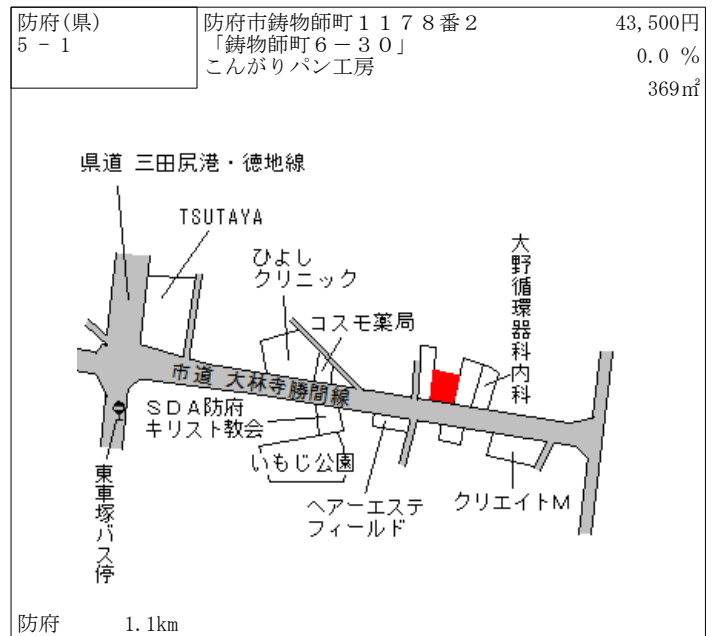 防府(県)
5 - 1
防府市鋳物師町1178番2
「鋳物師町6-30」
こんがりパン工房
43,500円
0.0 %
369㎡
県道 三田尻港・徳地線
TSUTAYA
ひよし
クリニック
コスモ薬局
大野循環器科内科
市道 大林寺勝間線
SDA防府
キリスト教会
いもじ公園
東車塚バス停
ヘアーエステ
フィールド
クリエイトM
防府 1.1km